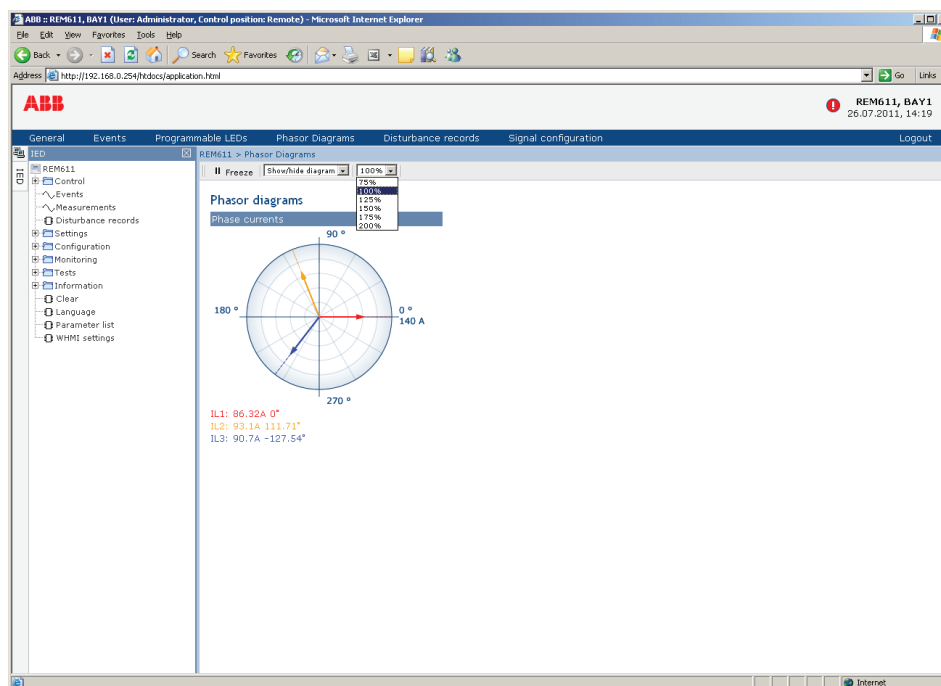 ABB :: REM611, BAY1 (User: Administrator, Control position: Remote) - Microsoft Internet Explorer
File Edit View Favorites Tools Help
Back Search Favorites
Address http://192.168.0.254/htdocs/application.html Go Links
ABB
REM611, BAY1
26.07.2011, 14:19
General Events Programmable LEDs Phasor Diagrams Disturbance records Signal configuration Logout
IED
IED
REM611 > Phasor Diagrams
Freeze Show/hide diagram 100%
75%
100%
125%
150%
175%
200%
REM611
Control
Events
Measurements
Disturbance records
Settings
Configuration
Monitoring
Tests
Information
Clear
Language
Parameter list
WHMI settings
Phasor diagrams
Phase currents
90 °
180 °
0 °
140 A
270 °
IL1: 86.32A 0°
IL2: 93.1A 111.71°
IL3: 90.7A -127.54°
Internet